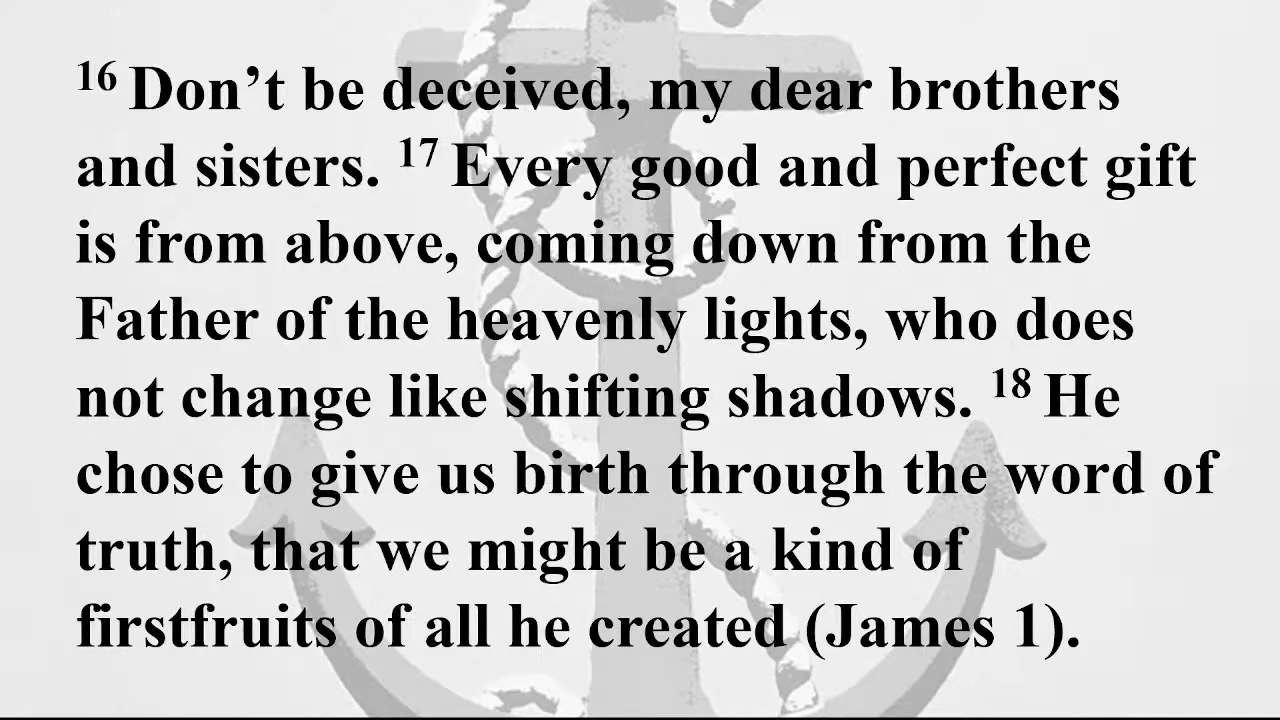 16 Don’t be deceived, my dear brothers
and sisters. 17 Every good and perfect gift
is from above, coming down from the
Father of the heavenly lights, who does
not change like shifting shadows. 18 He
chose to give us birth through the word of
truth, that we might be a kind of
firstfruits of all he created (James 1).